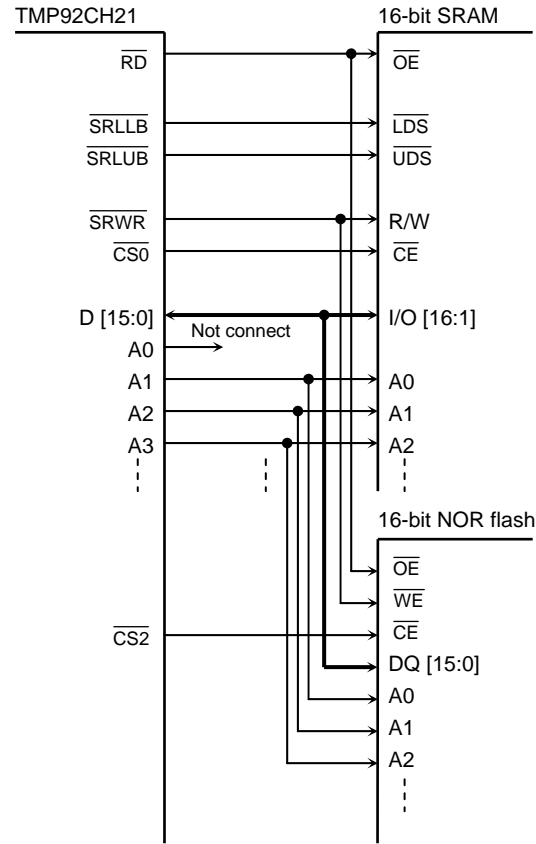 TMP92CH21 16-bit SRAM
RD OE
SRLLB LDS
SRLUB UDS
SRWR R/W
CS0 CE
D [15:0] I/O [16:1]
Not connect
A0
A1 A0
A2 A1
A3 A2
16-bit NOR flash
OE
WE
CS2 CE
DQ [15:0]
A0
A1
A2